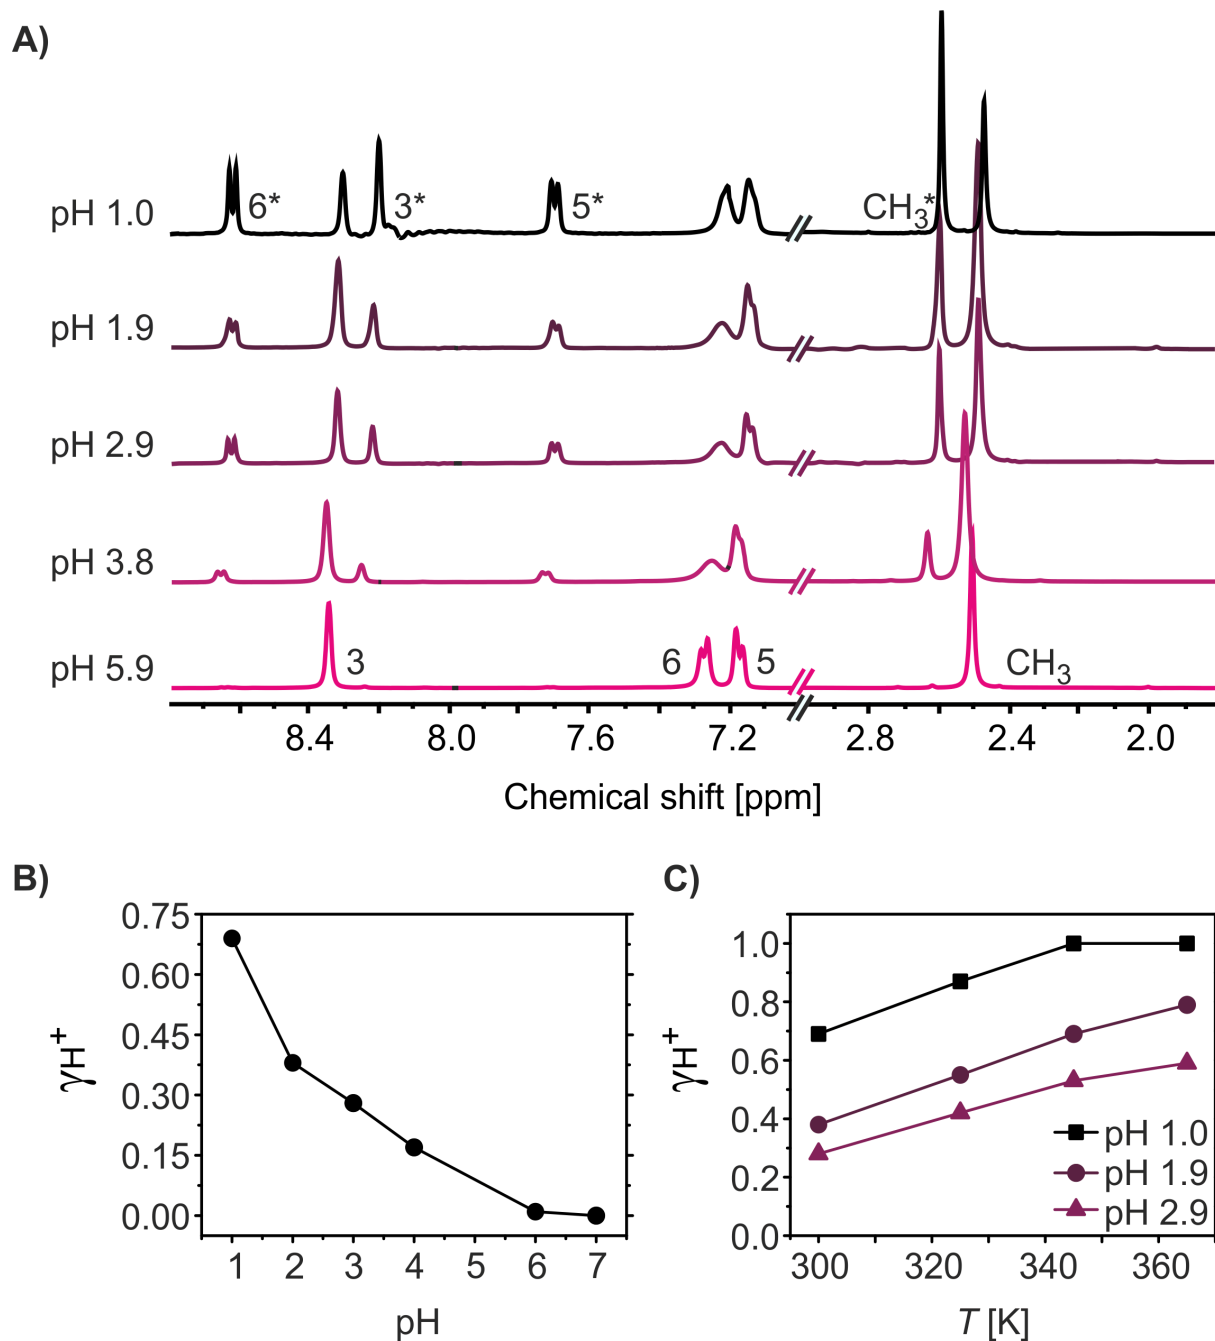 A)
pH 1.0
6*
3*
5*
CH₃*
pH 1.9
pH 2.9
pH 3.8
pH 5.9
3
6
5
CH₃
8.4 8.0 7.6 7.2 2.8 2.4 2.0
Chemical shift [ppm]
B)
0.75
0.60
0.45
0.30
0.15
0.00
γH⁺
1 2 3 4 5 6 7
pH
C)
1.0
0.8
0.6
0.4
0.2
0.0
γH⁺
pH 1.0
pH 1.9
pH 2.9
300 320 340 360
T [K]